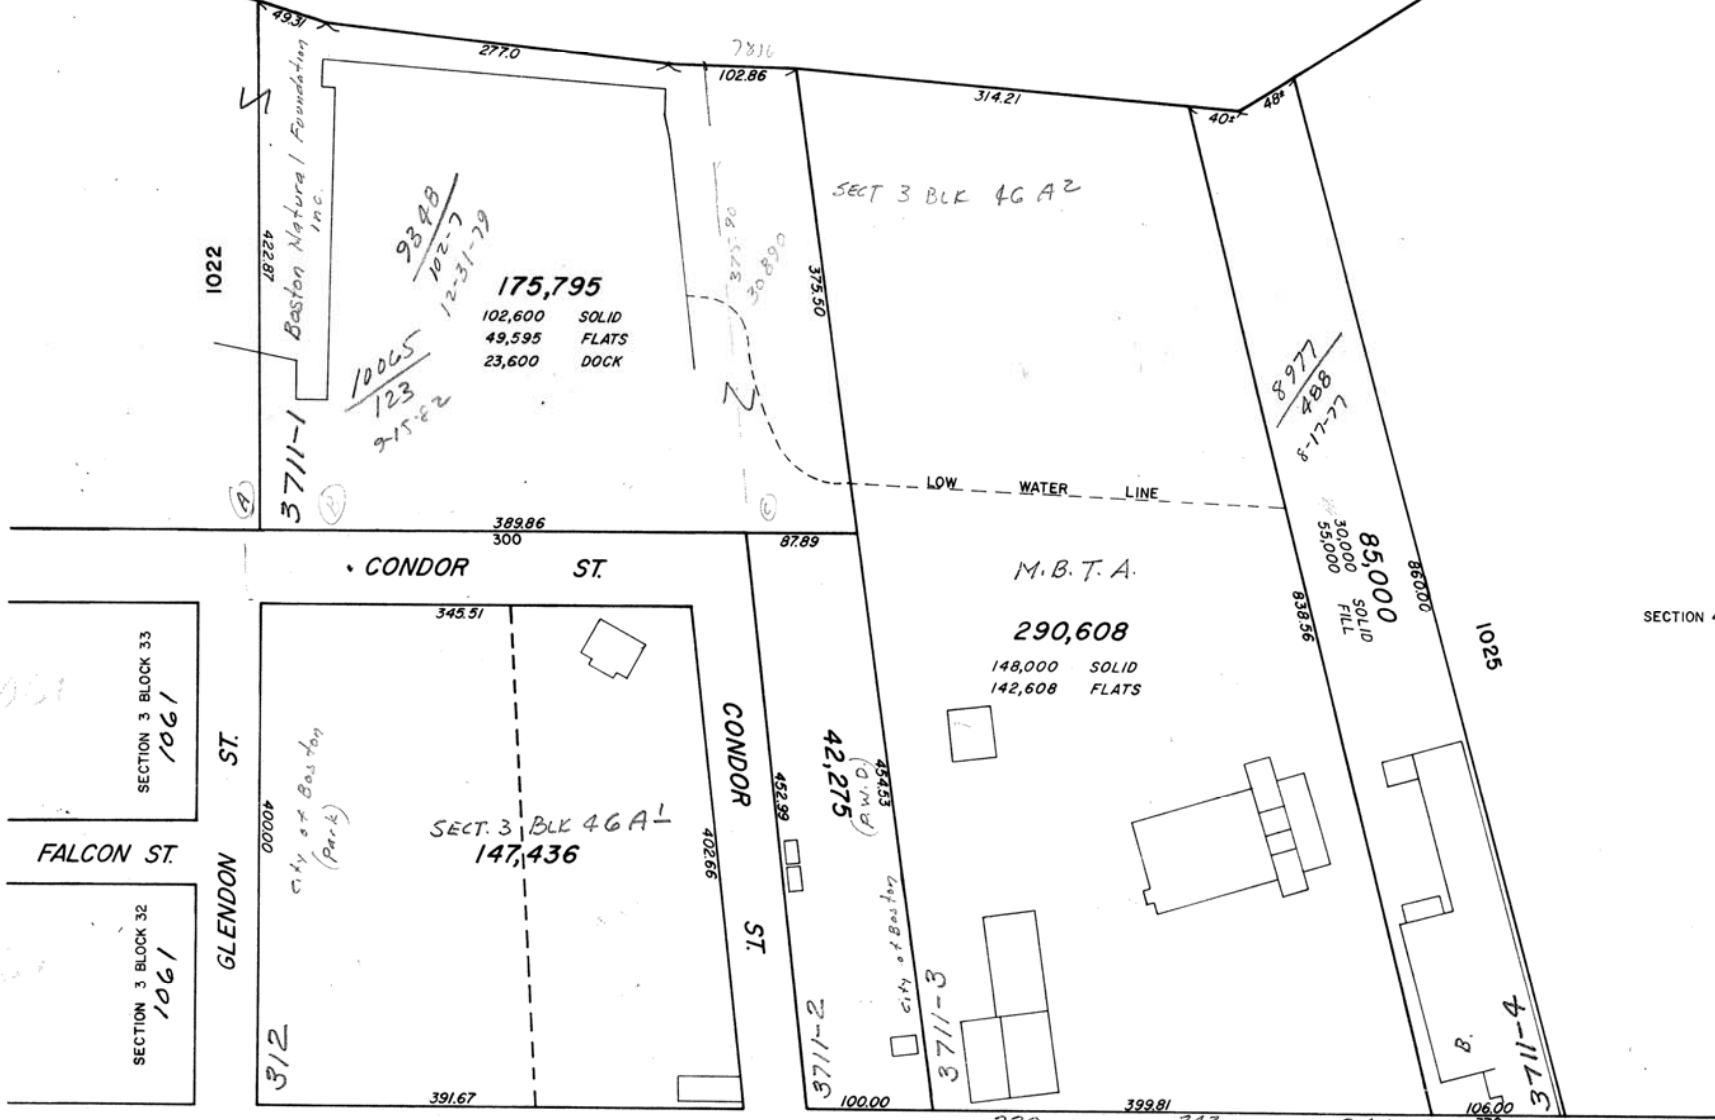 49.31
277.0
7816
102.86
314.21
40±
48±
1022
422.87
Boston Natural Foundation
Inc.
9348
102-7
12-31-79
175,795
102,600 SOLID
49,595 FLATS
23,600 DOCK
10065
123
9-15-82
375.90
30890
375.50
SECT 3 BLK 46 A2
8977
488
8-17-77
3711-1
A
B
C
LOW WATER LINE
85,000
30,000 SOLID
55,000 FILL
860.00
838.56
1025
SECTION 4
389.86
300
87.89
CONDOR ST.
M.B.T.A.
290,608
148,000 SOLID
142,608 FLATS
345.51
SECTION 3 BLOCK 33
1061
GLENDON ST.
400.00
City of Boston
(Park)
SECT. 3 BLK 46 A1
147,436
402.66
CONDOR ST.
452.99
42,275
(P.W.D.)
454.53
City of Boston
FALCON ST.
SECTION 3 BLOCK 32
1061
312
391.67
3711-2
100.00
3711-3
399.81
B.
3711-4
106.00